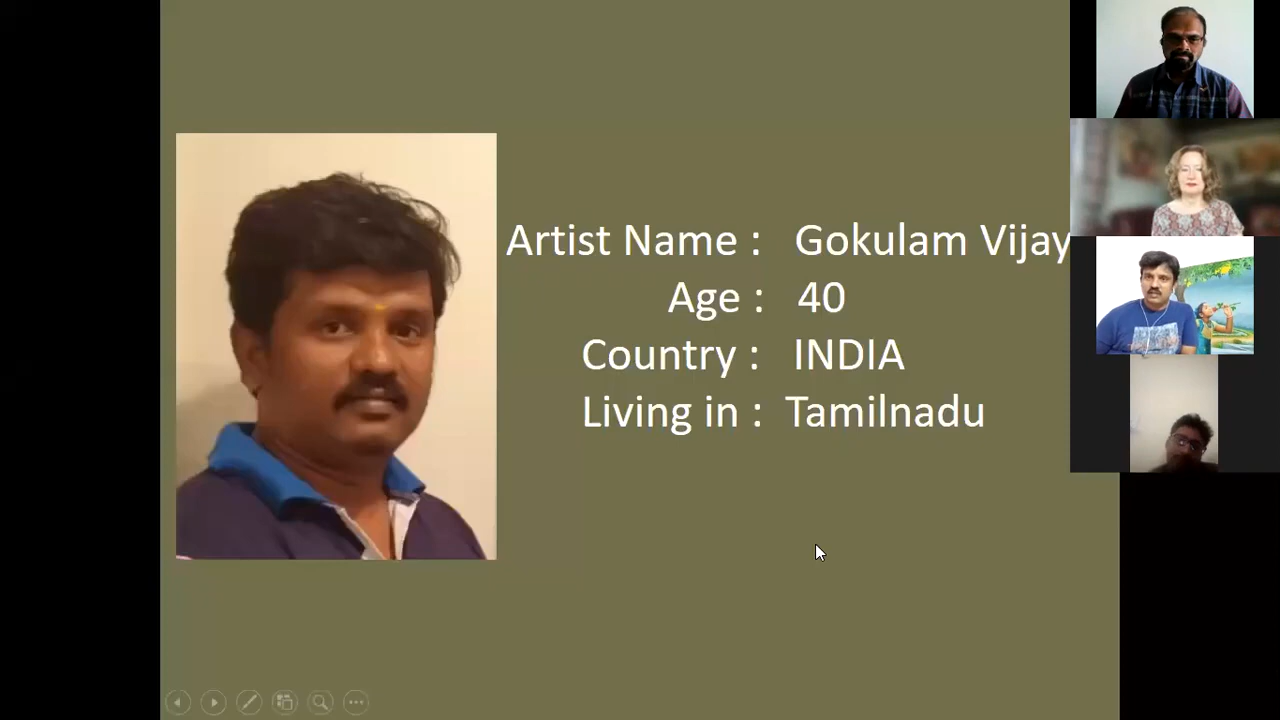 Artist Name : Gokulam Vijay
Age : 40
Country : INDIA
Living in : Tamilnadu